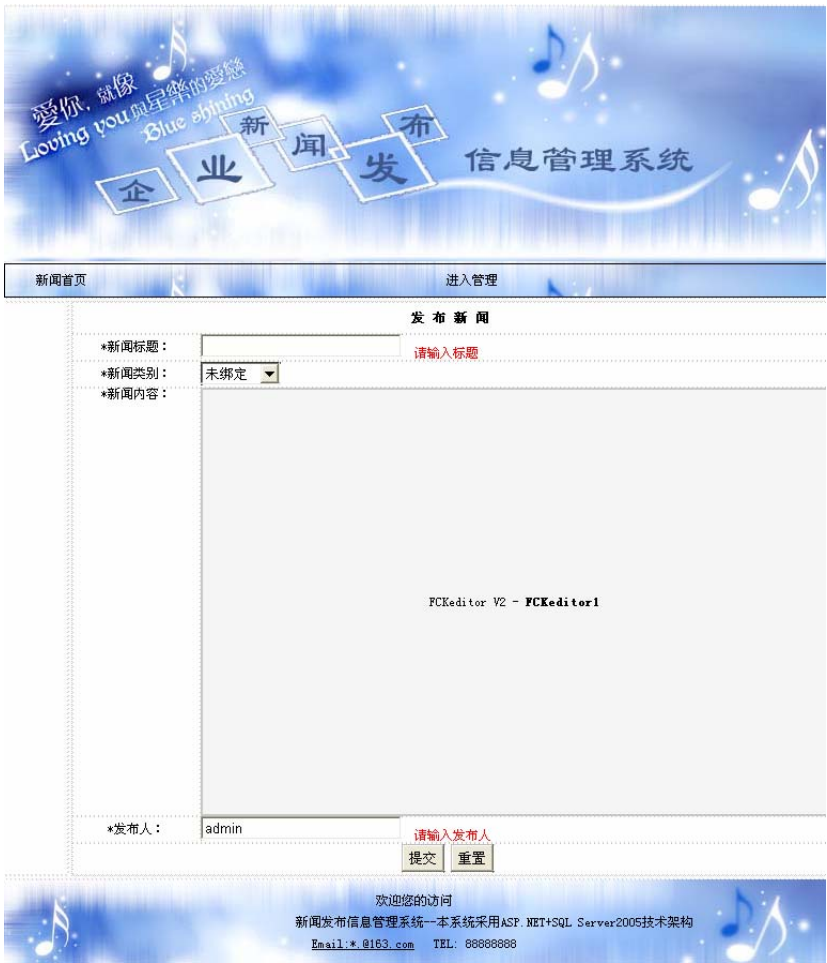 愛你，就像
與星樂的愛戀
Loving you
Blue shining
企业新闻发布
信息管理系统
新闻首页 进入管理
发 布 新 闻
*新闻标题： 请输入标题
*新闻类别： 未绑定
*新闻内容：
FCKeditor V2 - FCKeditor1
*发布人： admin 请输入发布人
提交 重置
欢迎您的访问
新闻发布信息管理系统--本系统采用ASP.NET+SQL Server2005技术架构
Email:*.@163.com TEL: 88888888